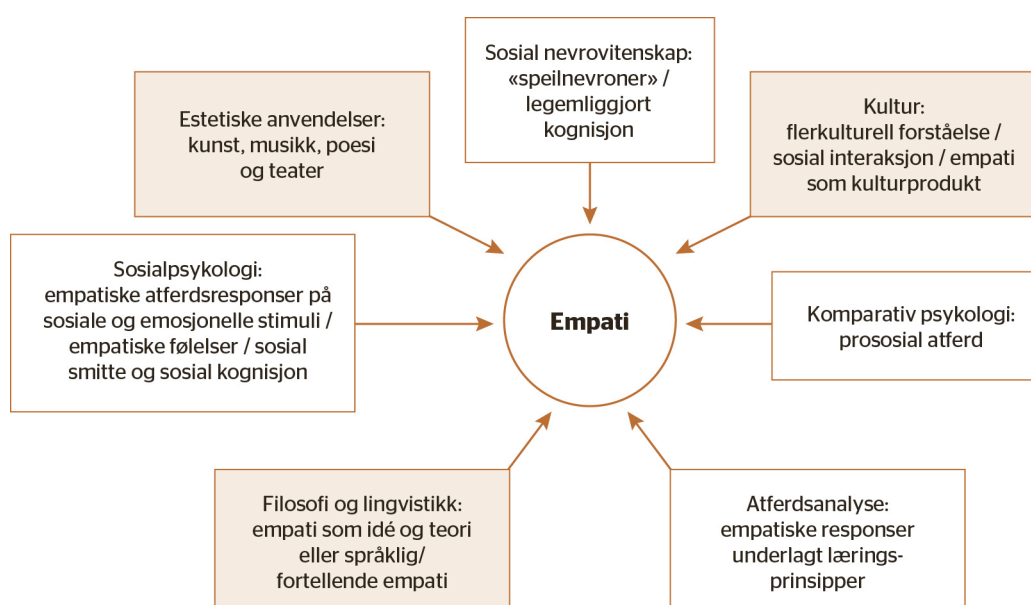 Sosial nevrovitenskap:
«speilnevroner» /
legemliggjort
kognisjon
Estetiske anvendelser:
kunst, musikk, poesi
og teater
Kultur:
flerkulturell forståelse /
sosial interaksjon / empati
som kulturprodukt
Sosialpsykologi:
empatiske atferdsresponser på
sosiale og emosjonelle stimuli /
empatiske følelser / sosial
smitte og sosial kognisjon
Empati
Komparativ psykologi:
prososial atferd
Filosofi og lingvistikk:
empati som idé og teori
eller språklig/
fortellende empati
Atferdsanalyse:
empatiske responser
underlagt lærings-
prinsipper